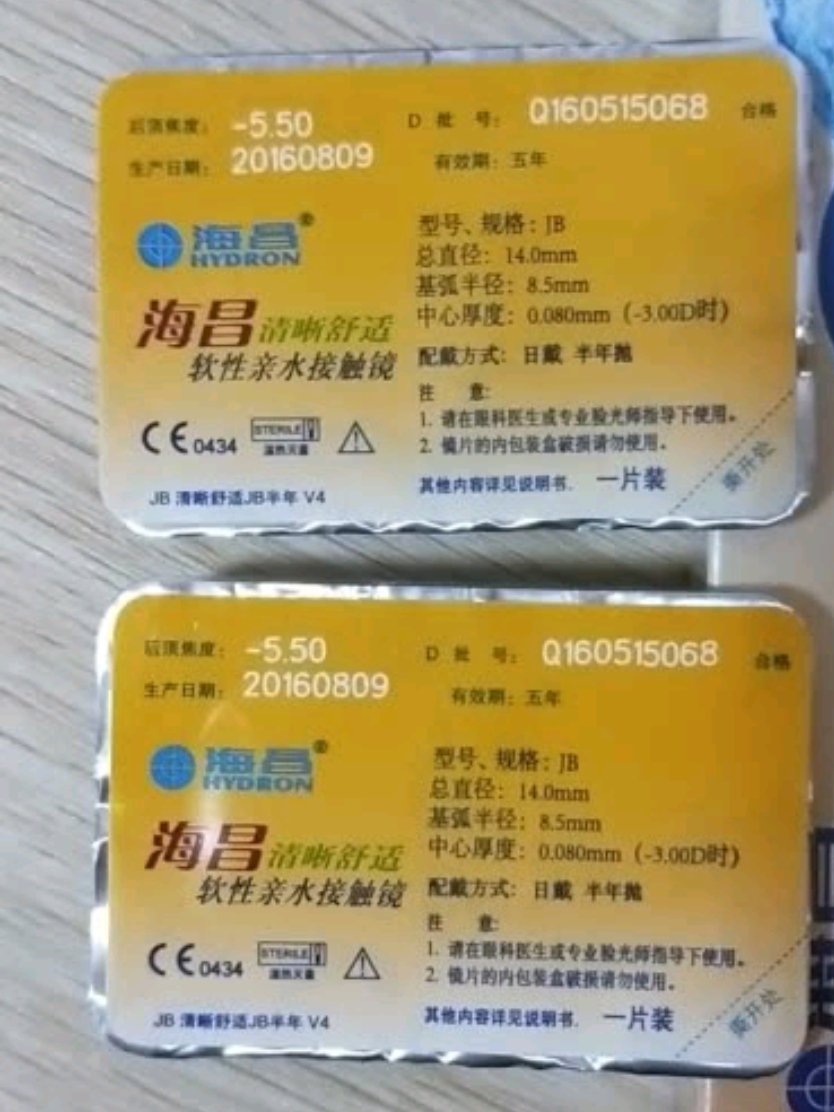 后顶焦度: -5.50 D 批 号: Q160515068 合格
生产日期: 20160809 有效期: 五年
海昌®
HYDRON
型号、规格: JB
总直径: 14.0mm
基弧半径: 8.5mm
中心厚度: 0.080mm (-3.00D时)
海昌清晰舒适
软性亲水接触镜
配戴方式: 日戴 半年抛
注 意:
1. 请在眼科医生或专业验光师指导下使用。
2. 镜片的内包装盒破损请勿使用。
CE 0434 STERILE
湿热灭菌
其他内容详见说明书. 一片装
撕开处
JB 清晰舒适JB半年 V4
后顶焦度: -5.50 D 批 号: Q160515068 合格
生产日期: 20160809 有效期: 五年
海昌®
HYDRON
型号、规格: JB
总直径: 14.0mm
基弧半径: 8.5mm
中心厚度: 0.080mm (-3.00D时)
海昌清晰舒适
软性亲水接触镜
配戴方式: 日戴 半年抛
注 意:
1. 请在眼科医生或专业验光师指导下使用。
2. 镜片的内包装盒破损请勿使用。
CE 0434 STERILE
湿热灭菌
其他内容详见说明书. 一片装
撕开处
JB 清晰舒适JB半年 V4